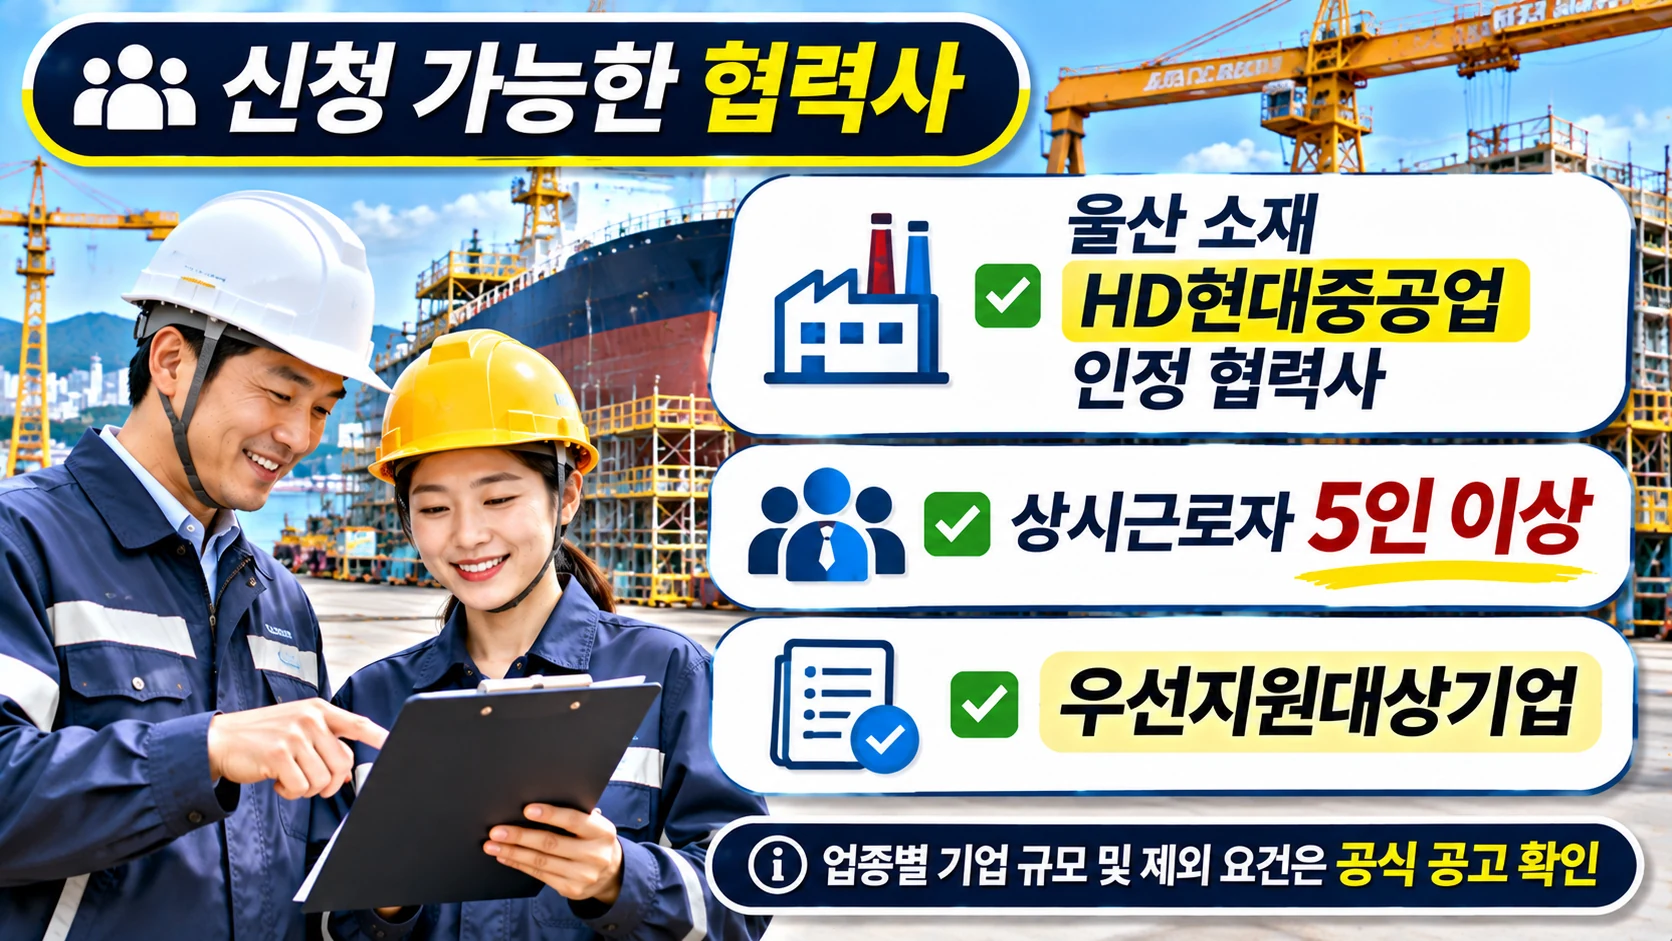 신청 가능한 협력사
울산 소재
HD현대중공업
인정 협력사
상시근로자 5인 이상
우선지원대상기업
업종별 기업 규모 및 제외 요건은 공식 공고 확인